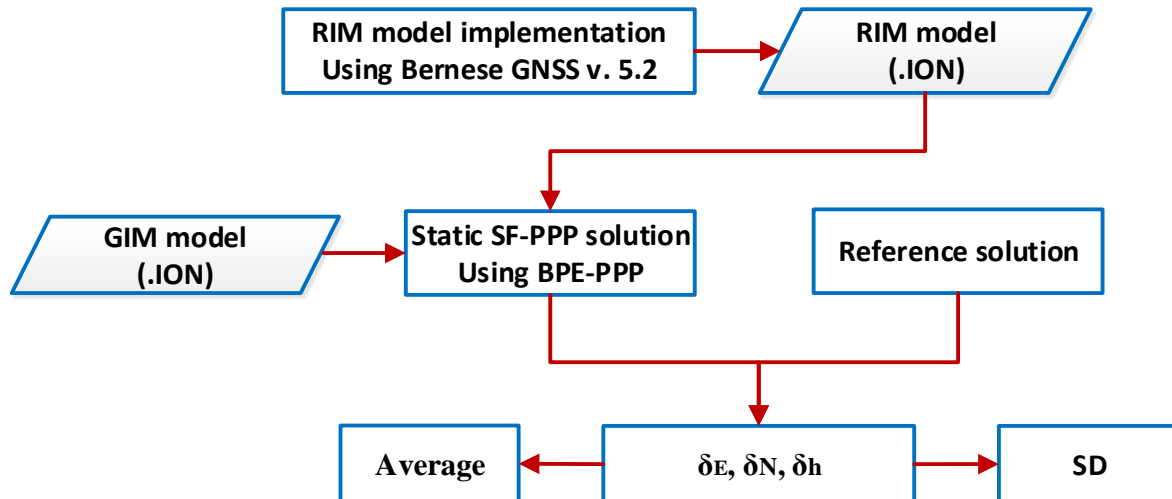 RIM model implementation
Using Bernese GNSS v. 5.2
RIM model
(.ION)
GIM model
(.ION)
Static SF-PPP solution
Using BPE-PPP
Reference solution
Average
δE, δN, δh
SD